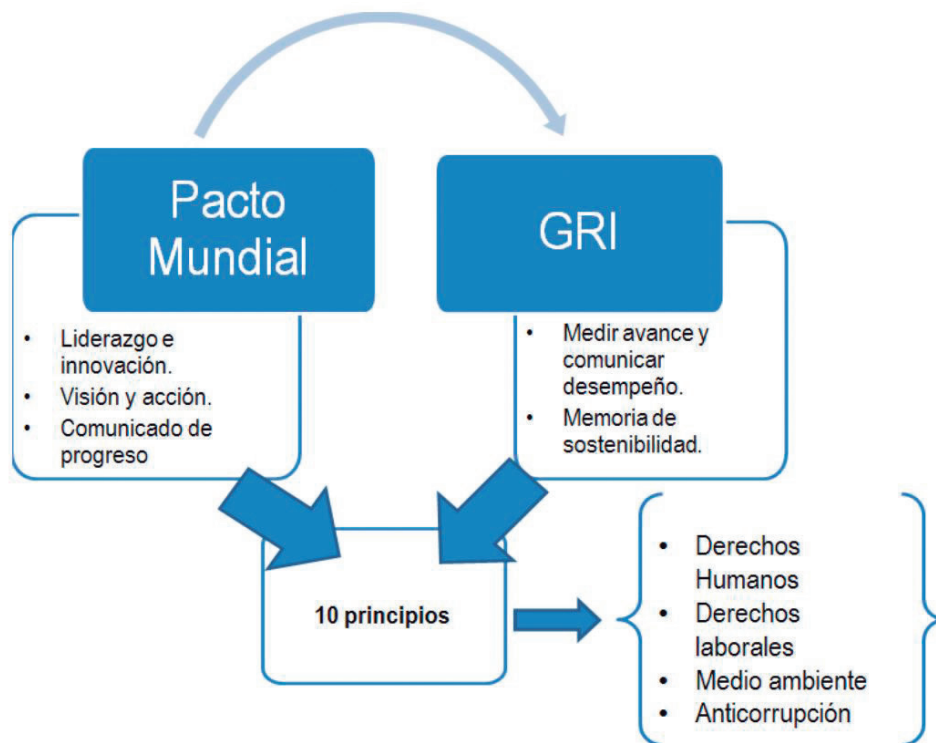 Pacto
Mundial
• Liderazgo e
innovación.
• Visión y acción.
• Comunicado de
progreso
GRI
• Medir avance y
comunicar
desempeño.
• Memoria de
sostenibilidad.
10 principios
• Derechos
Humanos
• Derechos
laborales
• Medio ambiente
• Anticorrupción